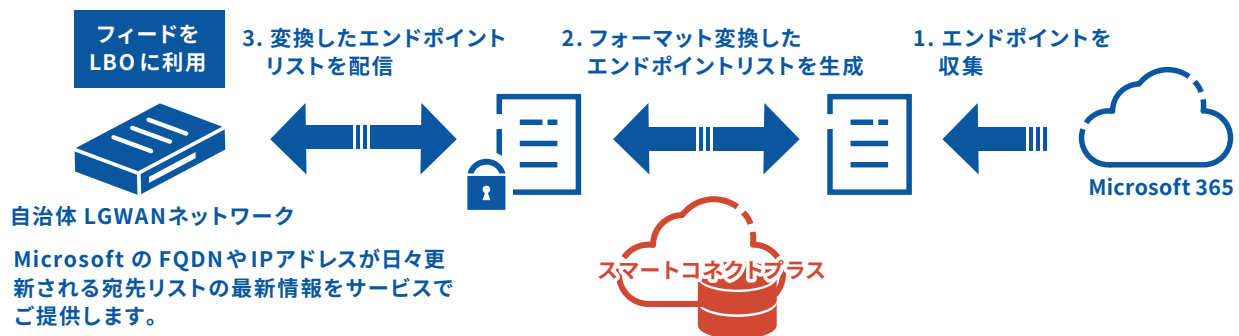 フィードを
LBOに利用
3. 変換したエンドポイント
リストを配信
2. フォーマット変換した
エンドポイントリストを生成
1. エンドポイントを
収集
Microsoft 365
自治体 LGWANネットワーク
スマートコネクトプラス
Microsoft の FQDNやIPアドレスが日々更
新される宛先リストの最新情報をサービスで
ご提供します。